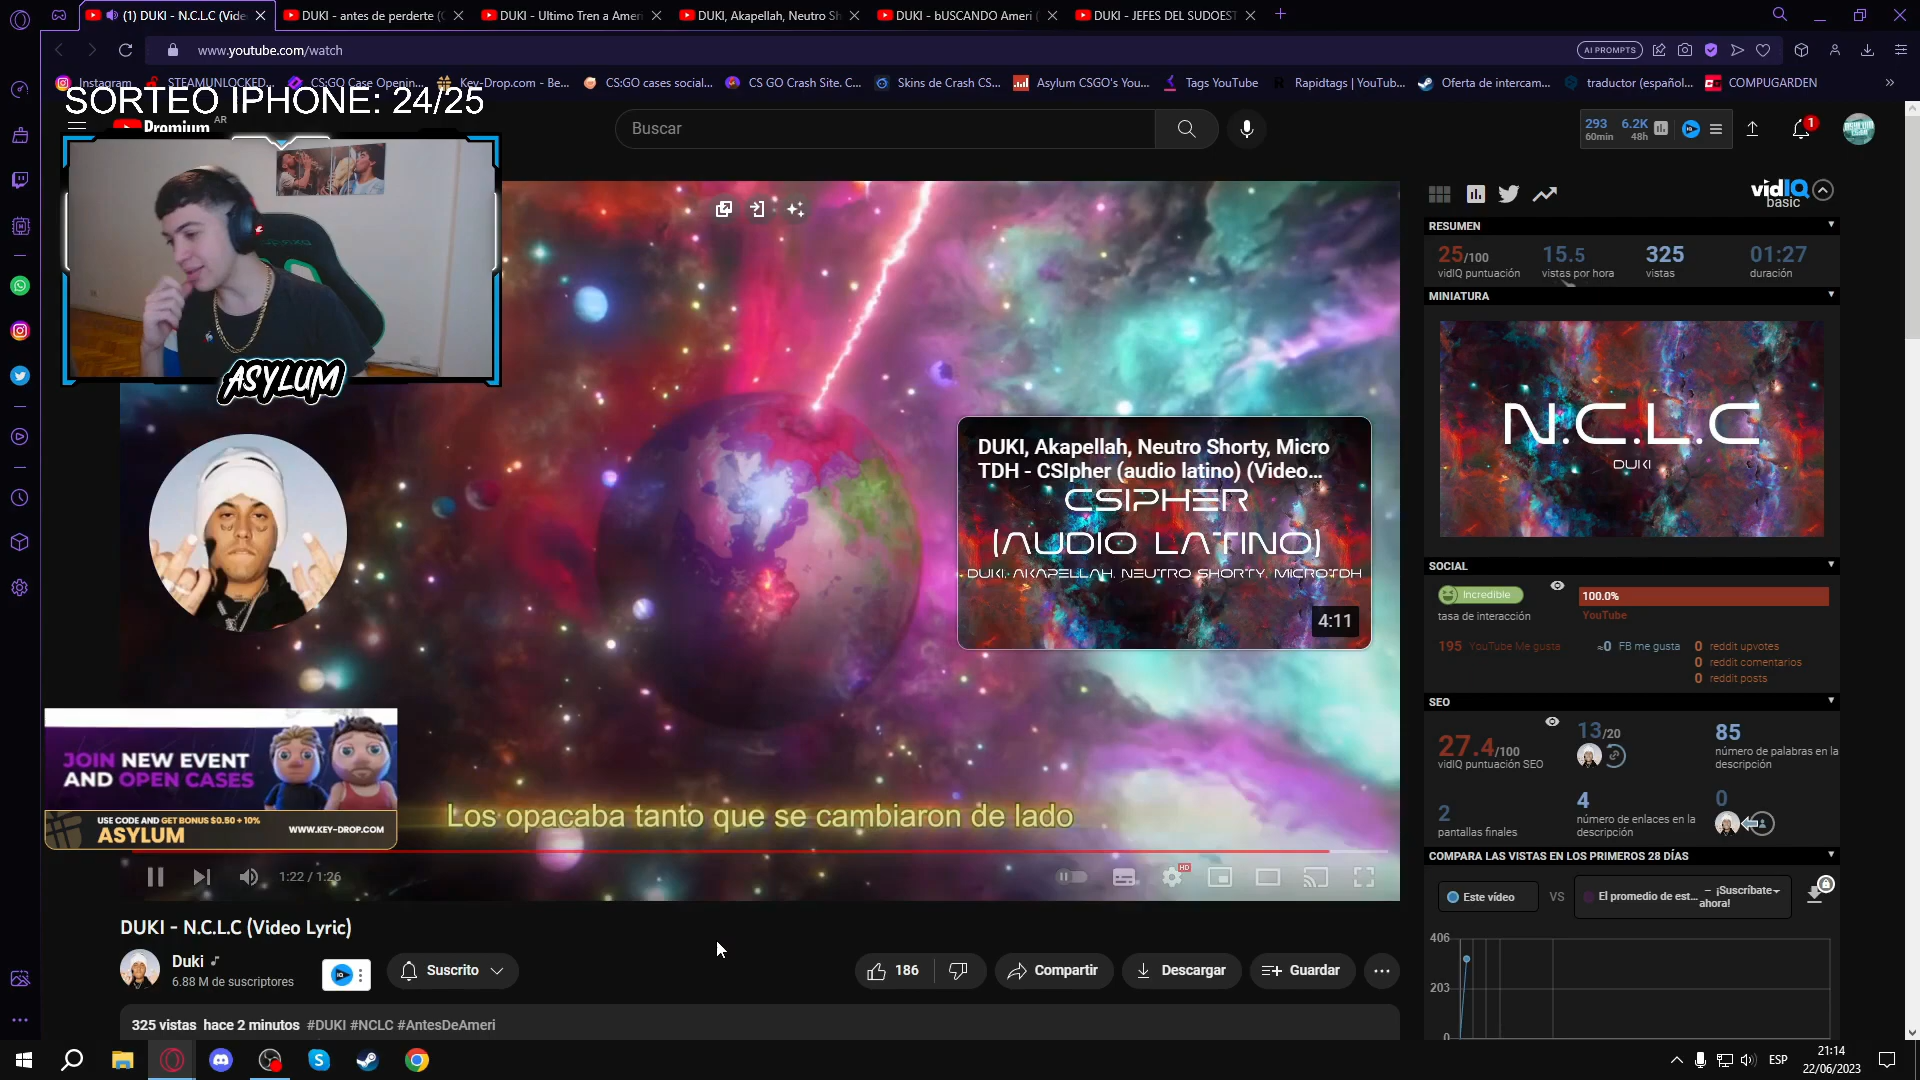 (1) DUKI - N.C.L.C (Vide
DUKI - antes de perderte (
DUKI - Ultimo Tren a Amer
DUKI, Akapellah, Neutro Sh
DUKI - bUSCANDO Ameri (
DUKI - JEFES DEL SUDOEST
www.youtube.com/watch
AI PROMPTS
Instagram
STEAMUNLOCKED...
CS:GO Case Openin...
Key-Drop.com - Be...
CS:GO cases social...
CS GO Crash Site. C...
Skins de Crash CS...
Asylum CSGO's You...
Tags YouTube
Rapidtags | YouTub...
Oferta de intercam...
traductor (español...
COMPUGARDEN
SORTEO IPHONE: 24/25
Premium
AR
Buscar
293
60min
6.2K
48h
1
ASYLUM
vidIQ
basic
RESUMEN
25/100
vidIQ puntuación
15.5
vistas por hora
325
vistas
01:27
duración
MINIATURA
N.C.L.C
DUKI
DUKI, Akapellah, Neutro Shorty, Micro
TDH - CSIpher (audio latino) (Video...
CSIPHER
(AUDIO LATINO)
DUKI, AKAPELLAH, NEUTRO SHORTY, MICROTDH
4:11
SOCIAL
Incredible
tasa de interacción
100.0%
YouTube
195 YouTube Me gusta
≈0 FB me gusta
0 reddit upvotes
0 reddit comentarios
0 reddit posts
SEO
27.4/100
vidIQ puntuación SEO
13/20
85
número de palabras en la
descripción
2
pantallas finales
4
número de enlaces en la
descripción
0
JOIN NEW EVENT
AND OPEN CASES
USE CODE AND GET BONUS $0.50 + 10%
ASYLUM
WWW.KEY-DROP.COM
Los opacaba tanto que se cambiaron de lado
1:22 / 1:26
HD
COMPARA LAS VISTAS EN LOS PRIMEROS 28 DÍAS
Este vídeo
VS
El promedio de est...
– ¡Suscríbate
ahora!
406
203
0
DUKI - N.C.L.C (Video Lyric)
Duki
6.88 M de suscriptores
Suscrito
186
Compartir
Descargar
Guardar
325 vistas hace 2 minutos #DUKI #NCLC #AntesDeAmeri
ESP
21:14
22/06/2023